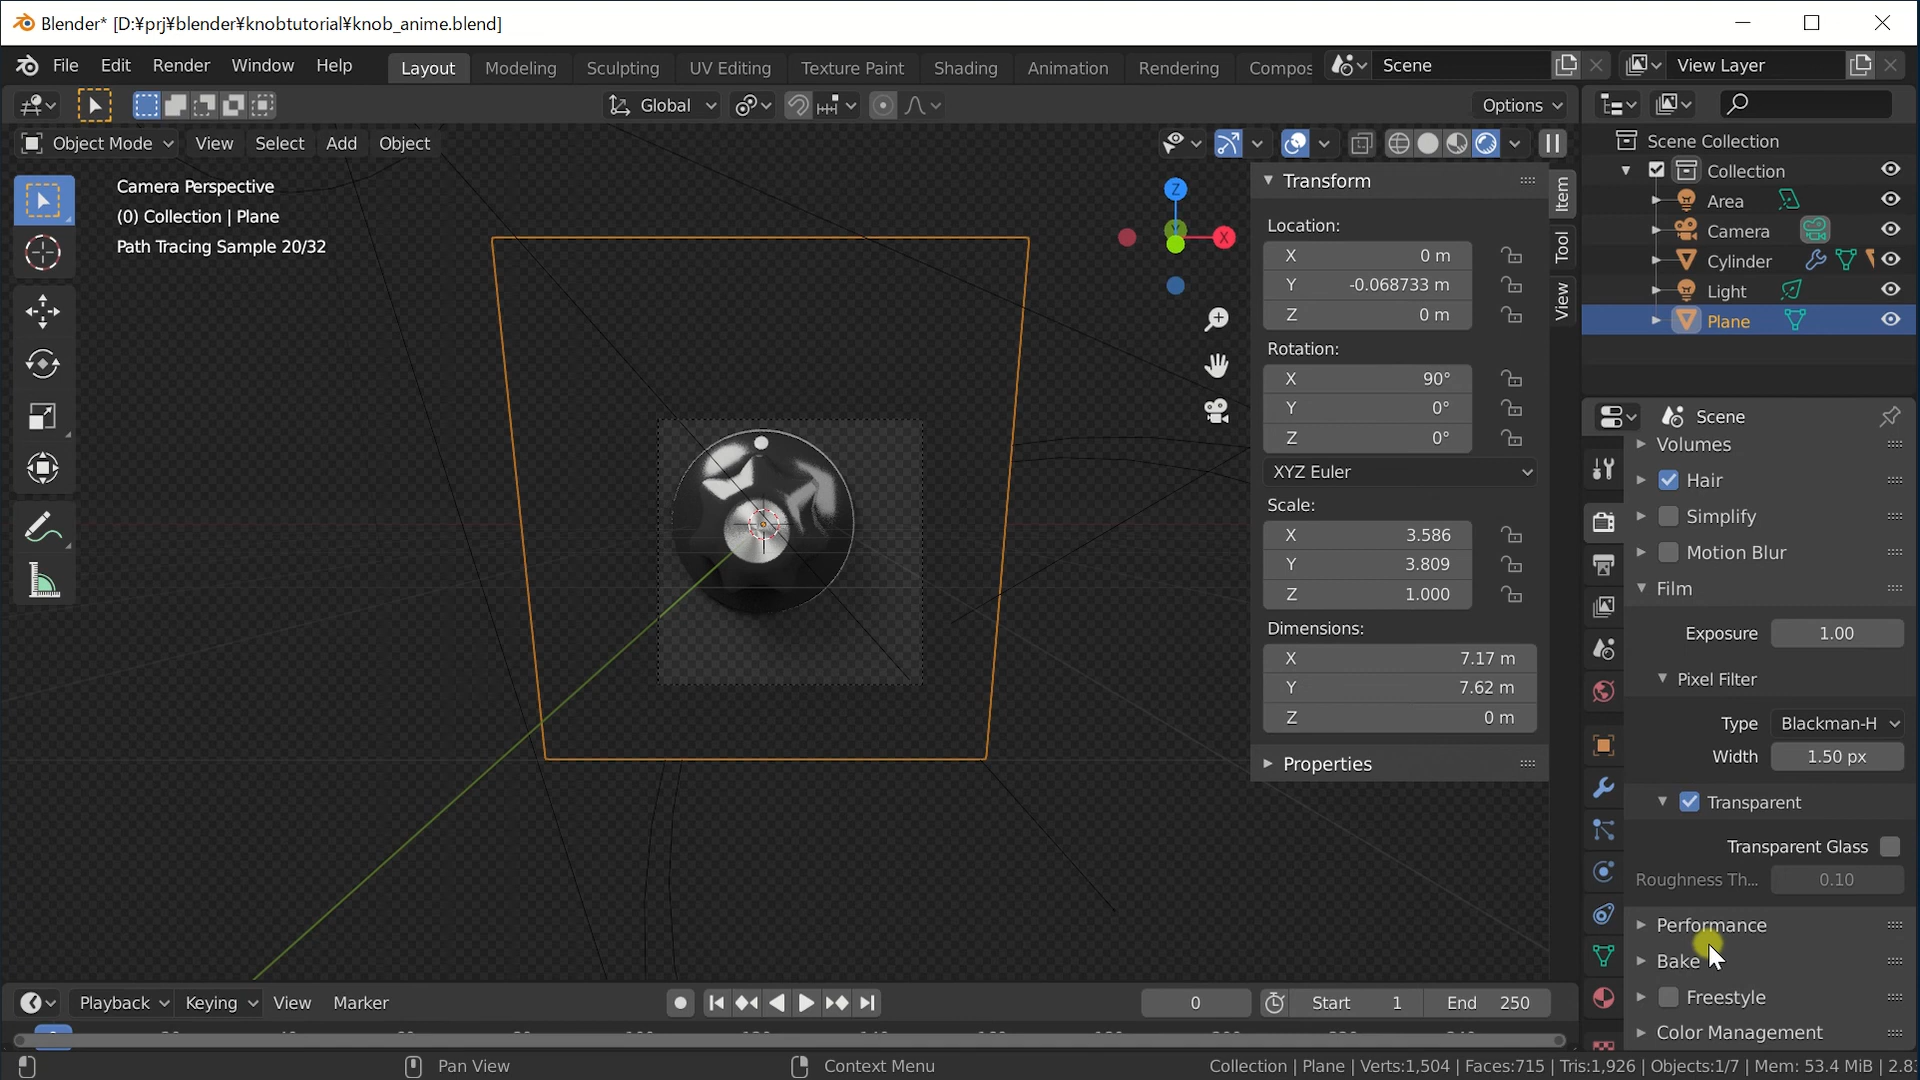 Blender* [D:¥prj¥blender¥knobtutorial¥knob_anime.blend]
File Edit Render Window Help Layout Modeling Sculpting UV Editing Texture Paint Shading Animation Rendering Compos Scene View Layer
Global Options
Object Mode View Select Add Object
Camera Perspective
(0) Collection | Plane
Path Tracing Sample 20/32
Z
X
Y
Transform
Location:
X 0 m
Y -0.068733 m
Z 0 m
Rotation:
X 90°
Y 0°
Z 0°
XYZ Euler
Scale:
X 3.586
Y 3.809
Z 1.000
Dimensions:
X 7.17 m
Y 7.62 m
Z 0 m
Properties
Item
Tool
View
Scene Collection
Collection
Area
Camera
Cylinder
Light
Plane
Scene
Volumes
Hair
Simplify
Motion Blur
Film
Exposure 1.00
Pixel Filter
Type Blackman-H
Width 1.50 px
Transparent
Transparent Glass
Roughness Th... 0.10
Performance
Bake
Freestyle
Color Management
Playback Keying View Marker 0 Start 1 End 250
Pan View Context Menu Collection | Plane | Verts:1,504 | Faces:715 | Tris:1,926 | Objects:1/7 | Mem: 53.4 MiB | 2.8